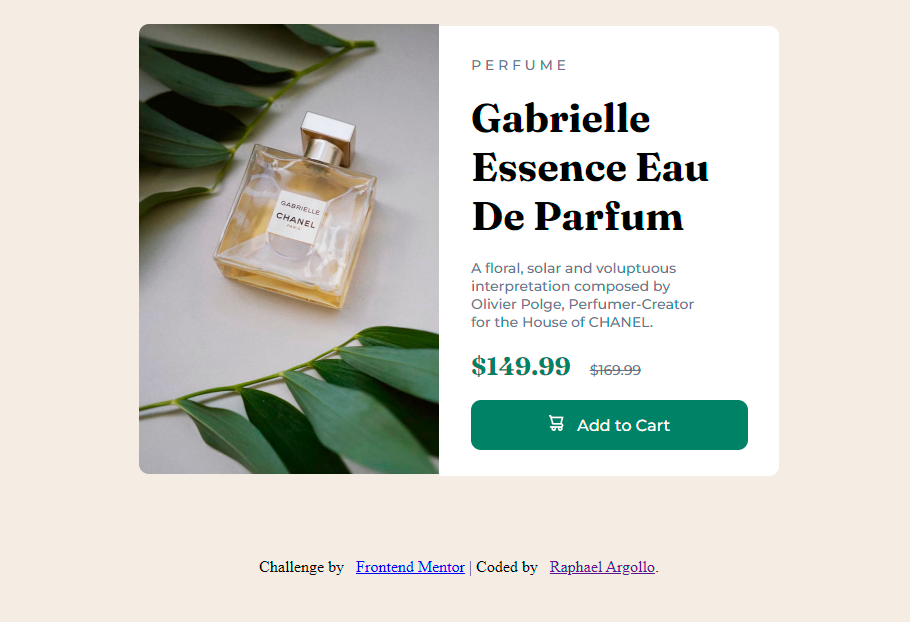 GABRIELLE
CHANEL
PARIS
PERFUME
Gabrielle
Essence Eau
De Parfum
A floral, solar and voluptuous
interpretation composed by
Olivier Polge, Perfumer-Creator
for the House of CHANEL.
$149.99 $169.99
Add to Cart
Challenge by Frontend Mentor | Coded by Raphael Argollo.